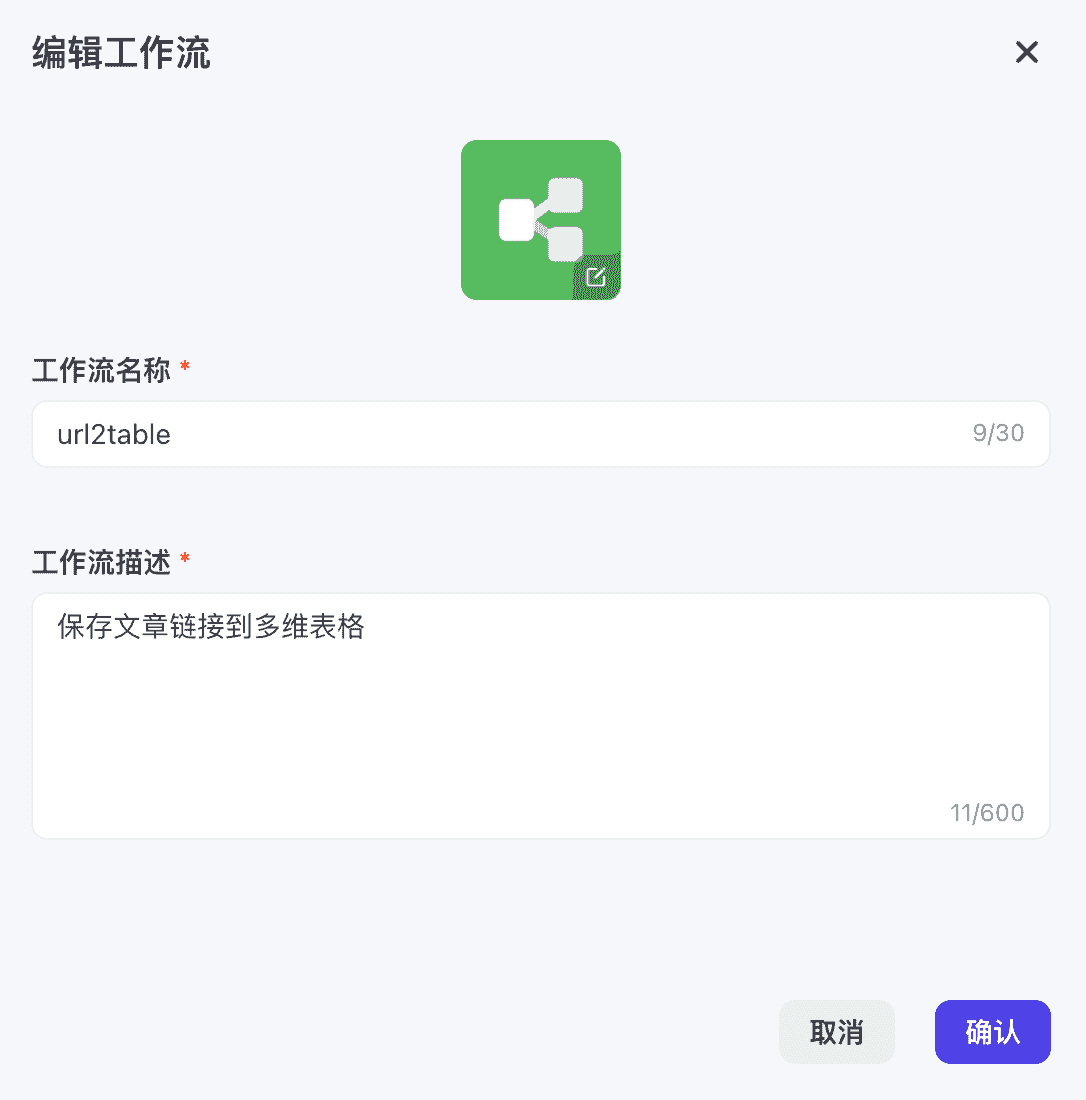 编辑工作流
工作流名称 *
url2table
9/30
工作流描述 *
保存文章链接到多维表格
11/600
取消
确认